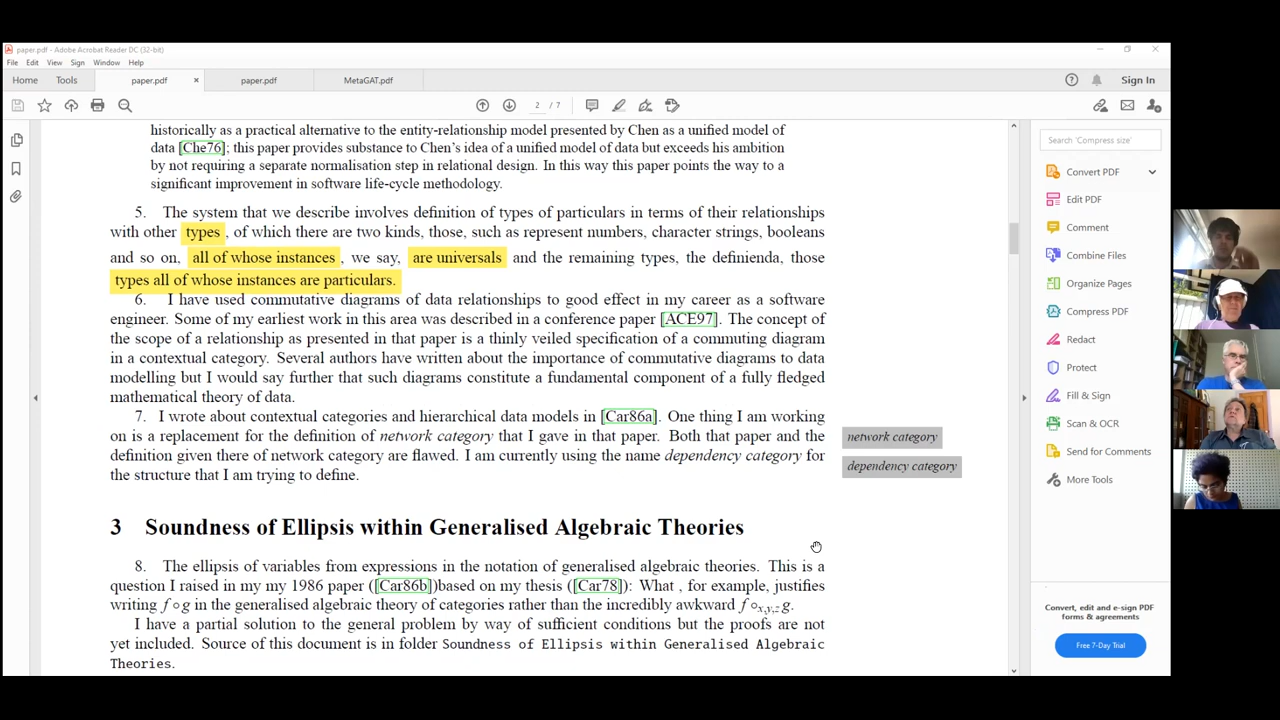 paper.pdf - Adobe Acrobat Reader DC (32-bit)
File Edit View Sign Window Help
Home Tools paper.pdf × paper.pdf MetaGAT.pdf Sign In
2 / 7
historically as a practical alternative to the entity-relationship model presented by Chen as a unified model of
data [Che76]; this paper provides substance to Chen's idea of a unified model of data but exceeds his ambition
by not requiring a separate normalisation step in relational design. In this way this paper points the way to a
significant improvement in software life-cycle methodology.
5. The system that we describe involves definition of types of particulars in terms of their relationships
with other types , of which there are two kinds, those, such as represent numbers, character strings, booleans
and so on, all of whose instances , we say, are universals and the remaining types, the definienda, those
types all of whose instances are particulars.
6. I have used commutative diagrams of data relationships to good effect in my career as a software
engineer. Some of my earliest work in this area was described in a conference paper [ACE97]. The concept of
the scope of a relationship as presented in that paper is a thinly veiled specification of a commuting diagram
in a contextual category. Several authors have written about the importance of commutative diagrams to data
modelling but I would say further that such diagrams constitute a fundamental component of a fully fledged
mathematical theory of data.
7. I wrote about contextual categories and hierarchical data models in [Car86a]. One thing I am working
on is a replacement for the definition of network category that I gave in that paper. Both that paper and the
definition given there of network category are flawed. I am currently using the name dependency category for
the structure that I am trying to define.
network category
dependency category
3 Soundness of Ellipsis within Generalised Algebraic Theories
8. The ellipsis of variables from expressions in the notation of generalised algebraic theories. This is a
question I raised in my my 1986 paper ([Car86b])based on my thesis ([Car78]): What , for example, justifies
writing f ∘ g in the generalised algebraic theory of categories rather than the incredibly awkward f ∘x,y,z g.
I have a partial solution to the general problem by way of sufficient conditions but the proofs are not
yet included. Source of this document is in folder Soundness of Ellipsis within Generalised Algebraic
Theories.
Search 'Compress size'
Convert PDF
Edit PDF
Comment
Combine Files
Organize Pages
Compress PDF
Redact
Protect
Fill & Sign
Scan & OCR
Send for Comments
More Tools
Convert, edit and e-sign PDF
forms & agreements
Free 7-Day Trial